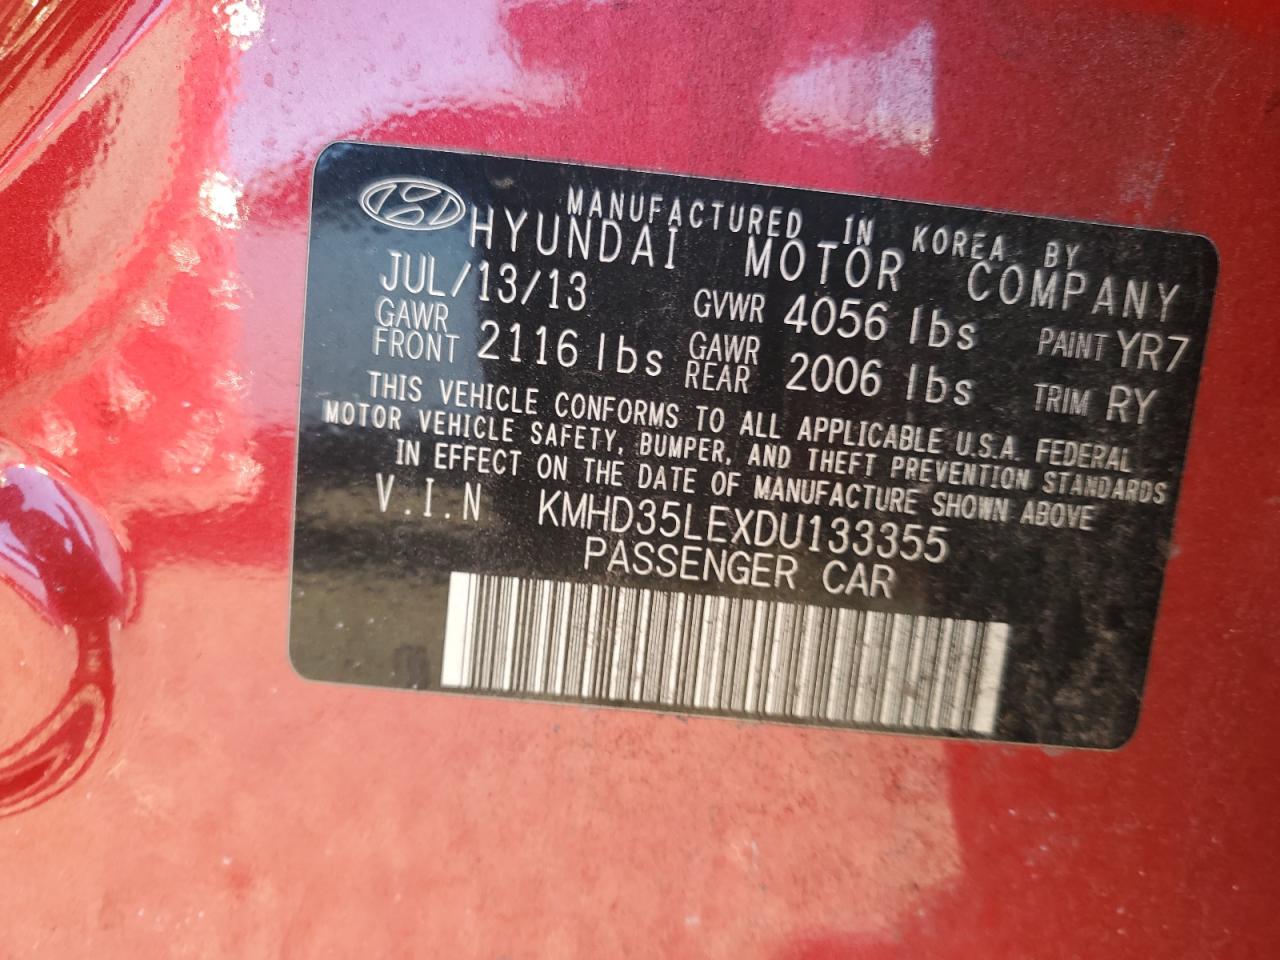 MANUFACTURED IN KOREA BY
HYUNDAI MOTOR COMPANY
JUL/13/13 GVWR 4056 lbs PAINT YR7
GAWR FRONT 2116 lbs GAWR REAR 2006 lbs TRIM RY
THIS VEHICLE CONFORMS TO ALL APPLICABLE U.S.A. FEDERAL
MOTOR VEHICLE SAFETY, BUMPER, AND THEFT PREVENTION STANDARDS
IN EFFECT ON THE DATE OF MANUFACTURE SHOWN ABOVE
V.I.N KMHD35LEXDU133355
PASSENGER CAR